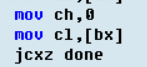 mov ch,0
mov cl,[bx]
jcxz done